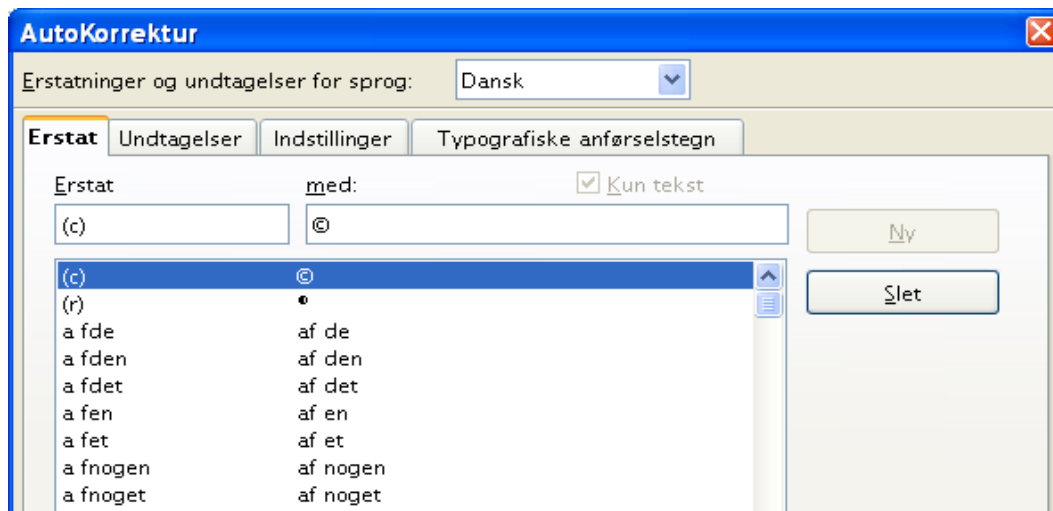 AutoKorrektur
Erstatninger og undtagelser for sprog: Dansk
Erstat Undtagelser Indstillinger Typografiske anførselstegn
Erstat med: Kun tekst
(c) © Ny
(c) ©
Slet
(r)
a fde af de
a fden af den
a fdet af det
a fen af en
a fet af et
a fnogen af nogen
a fnoget af noget